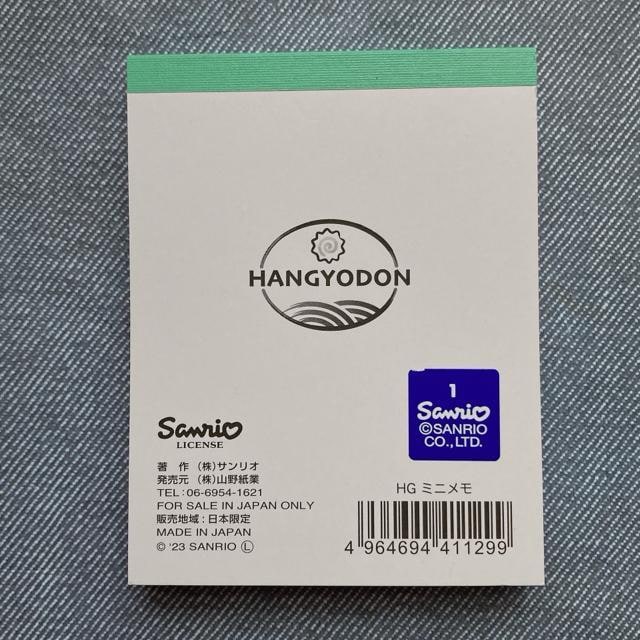 HANGYODON
1
Sanrio
©SANRIO
CO., LTD.
Sanrio
LICENSE
著　作　(株)サンリオ
発売元　(株)山野紙業
TEL:06-6954-1621
FOR SALE IN JAPAN ONLY
販売地域:日本限定
MADE IN JAPAN
© '23 SANRIO Ⓛ
HG ミニメモ
4 964694 411299